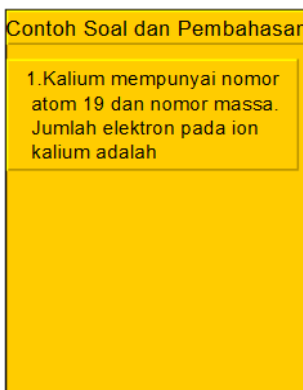 Contoh Soal dan Pembahasan
1.Kalium mempunyai nomor
atom 19 dan nomor massa.
Jumlah elektron pada ion
kalium adalah